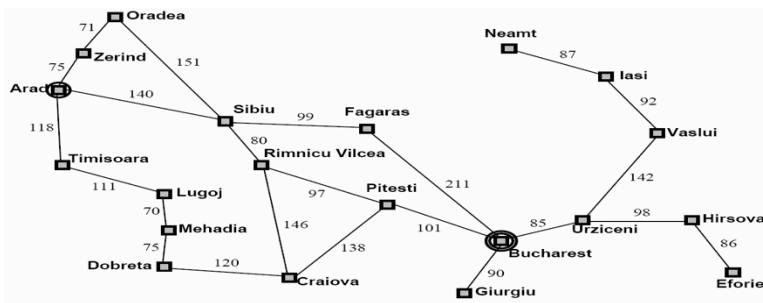 Oradea
71
Neamt
87
Zerind
151
75
Iasi
Arad
140
92
Sibiu
99
Fagaras
118
80
Vaslui
Timisoara
Rimnicu Vilcea
111
97
Pitesti
211
142
Lugoj
70
146
101
85
98
Hirsova
Mehadia
Urziceni
75
138
Bucharest
86
Dobreta
120
90
Craiova
Giurgiu
Eforie